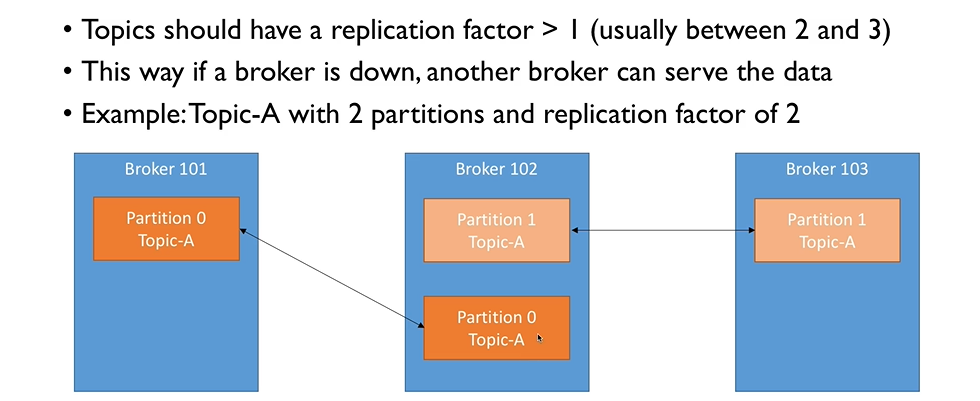 • Topics should have a replication factor > 1 (usually between 2 and 3)
• This way if a broker is down, another broker can serve the data
• Example: Topic-A with 2 partitions and replication factor of 2
Broker 101
Partition 0
Topic-A
Broker 102
Partition 1
Topic-A
Partition 0
Topic-A
Broker 103
Partition 1
Topic-A